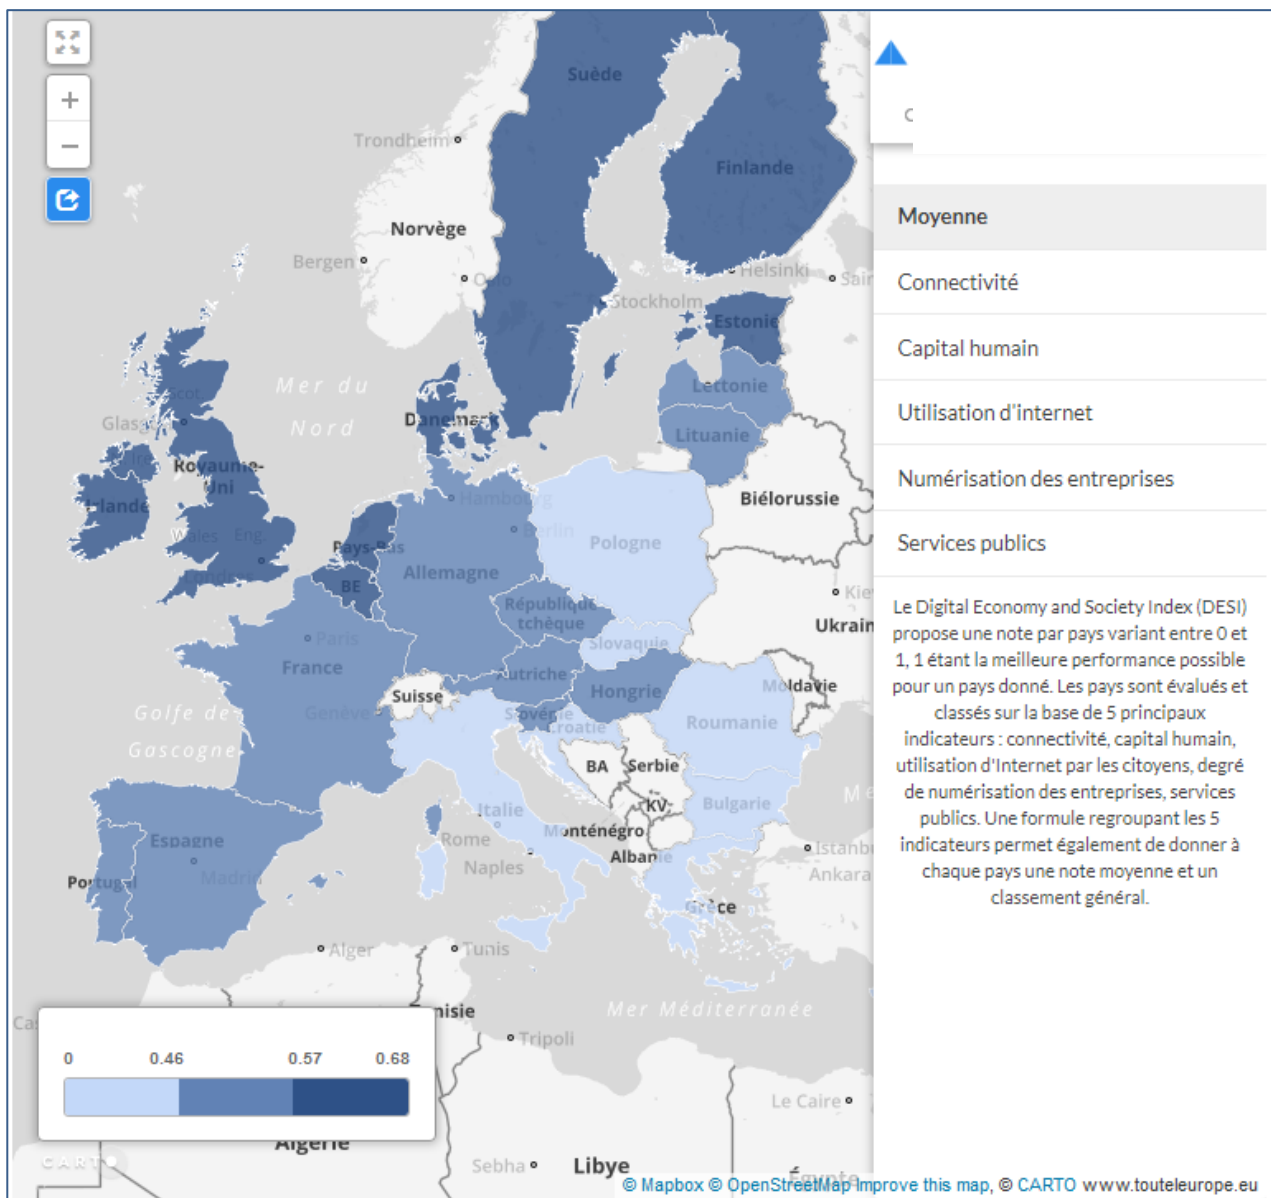 Suède
Trondheim
Finlande
Norvège
Bergen
Oslo
Helsinki
Stockholm
Estonie
Mer du
Nord
Lettonie
Scot.
Danemark
Lituanie
Royaume-
Uni
Irlande
Hambourg
Biélorussie
Wales Eng.
Berlin
Pays-Bas
Pologne
Londres
BE
Allemagne
République
tchèque
Paris
Slovaquie
Ukrain
France
Autriche
Hongrie
Suisse
Moldavie
Genève
Slovénie
Croatie
Roumanie
Golfe de
Gascogne
BA
Serbie
KV
Bulgarie
Italie
Monténégro
Espagne
Rome
Albanie
Istanbu
Naples
Ankara
Portugal
Madrid
Grèce
Alger
Tunis
Tunisie
Mer Méditerranée
Tripoli
0 0.46 0.57 0.68
Le Caire
Algérie
CARTO
Sebha
Libye
Égypte
Moyenne
Connectivité
Capital humain
Utilisation d'internet
Numérisation des entreprises
Services publics
Le Digital Economy and Society Index (DESI)
propose une note par pays variant entre 0 et
1, 1 étant la meilleure performance possible
pour un pays donné. Les pays sont évalués et
classés sur la base de 5 principaux
indicateurs : connectivité, capital humain,
utilisation d'Internet par les citoyens, degré
de numérisation des entreprises, services
publics. Une formule regroupant les 5
indicateurs permet également de donner à
chaque pays une note moyenne et un
classement général.
© Mapbox © OpenStreetMap Improve this map, © CARTO www.touteleurope.eu